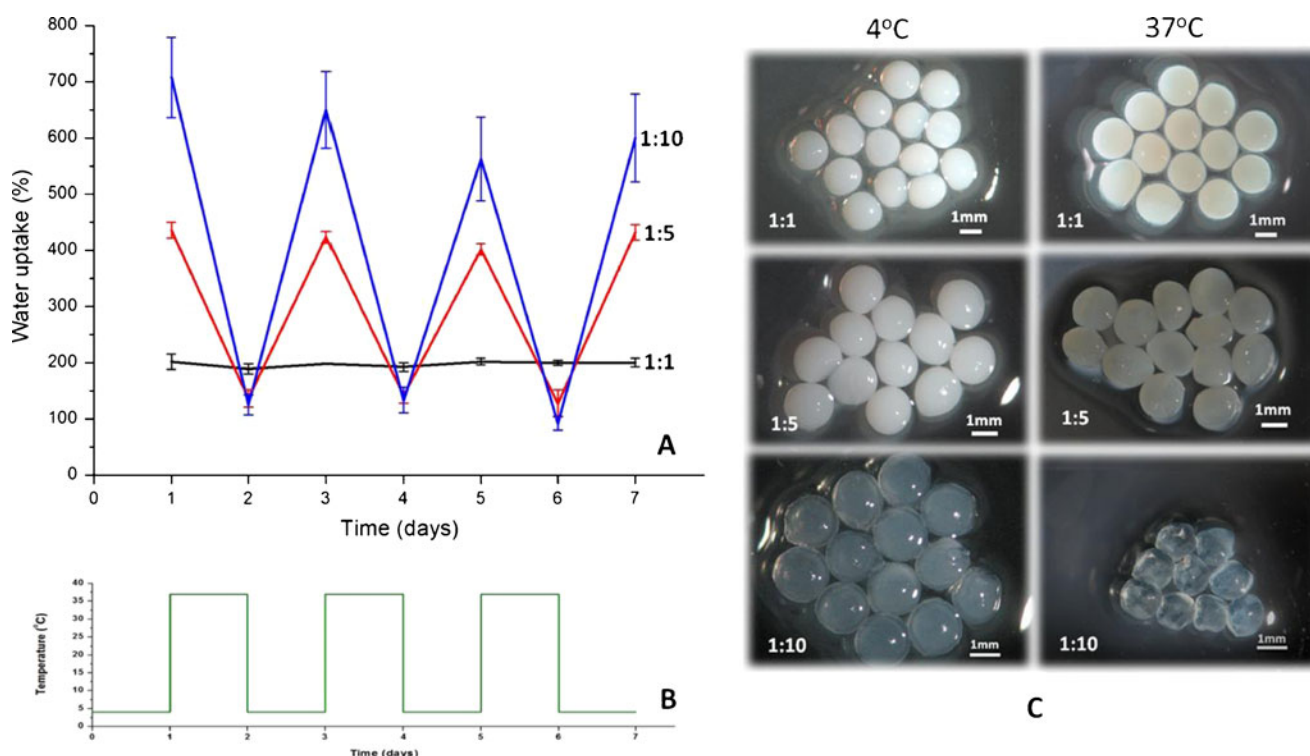 800
700
600
500
400
300
200
100
0
Water uptake (%)
1:10
1:5
1:1
A
0 1 2 3 4 5 6 7
Time (days)
40
35
30
25
20
15
10
5
0
Temperature (°C)
B
0 1 2 3 4 5 6 7
Time (days)
4°C 37°C
1:1 1mm 1:1 1mm
1:5 1mm 1:5 1mm
1:10 1mm 1:10 1mm
C